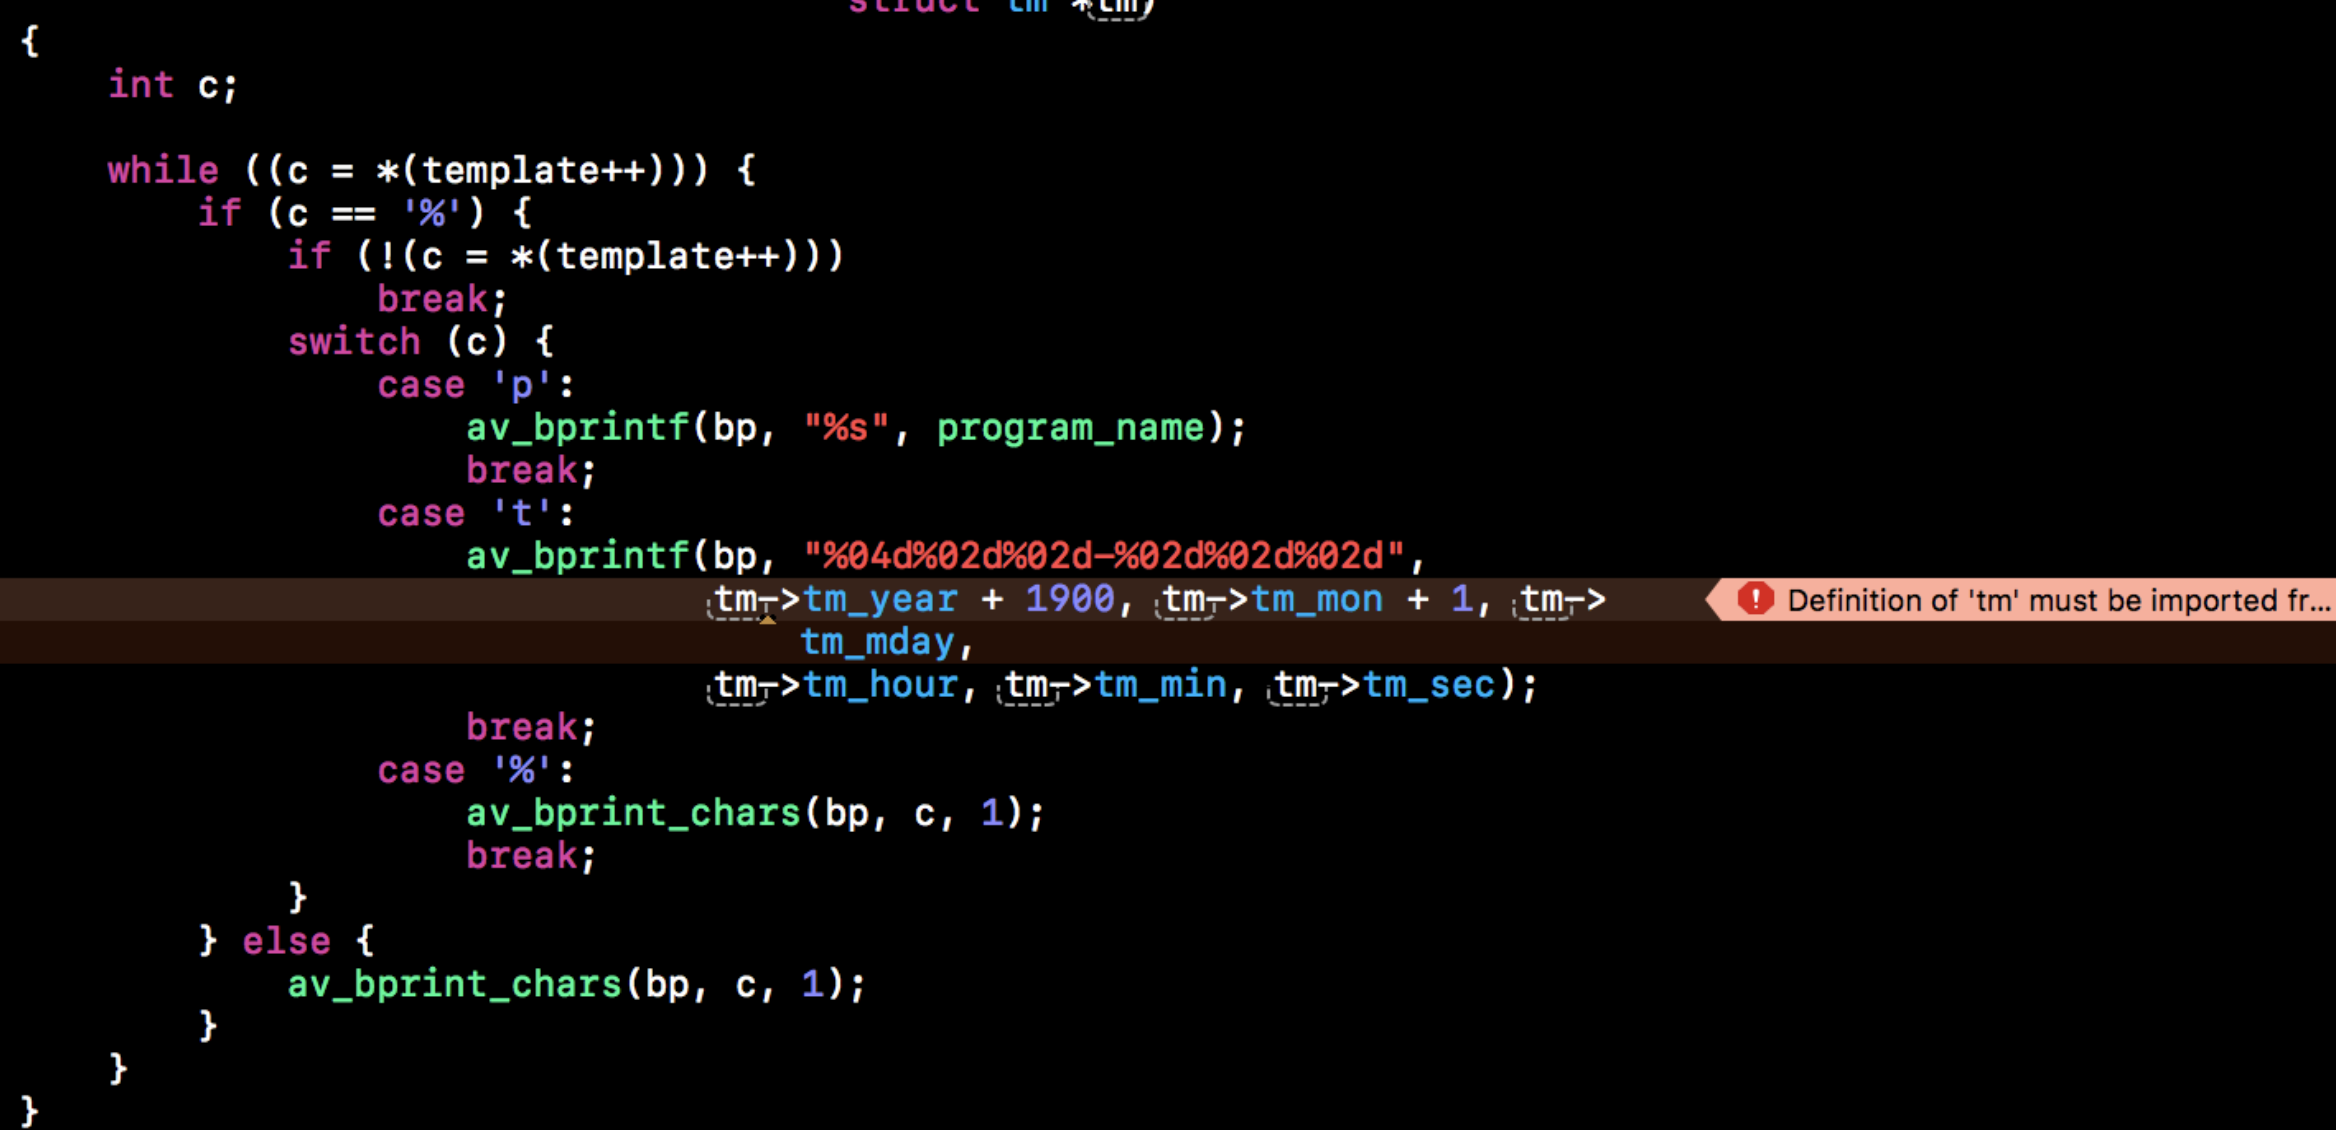 struct tm *tm)
{
    int c;

    while ((c = *(template++))) {
        if (c == '%') {
            if (!(c = *(template++)))
                break;
            switch (c) {
                case 'p':
                    av_bprintf(bp, "%s", program_name);
                    break;
                case 't':
                    av_bprintf(bp, "%04d%02d%02d-%02d%02d%02d",
                               tm->tm_year + 1900, tm->tm_mon + 1, tm-> Definition of 'tm' must be imported fr...
                                   tm_mday,
                               tm->tm_hour, tm->tm_min, tm->tm_sec);
                    break;
                case '%':
                    av_bprint_chars(bp, c, 1);
                    break;
            }
        } else {
            av_bprint_chars(bp, c, 1);
        }
    }
}